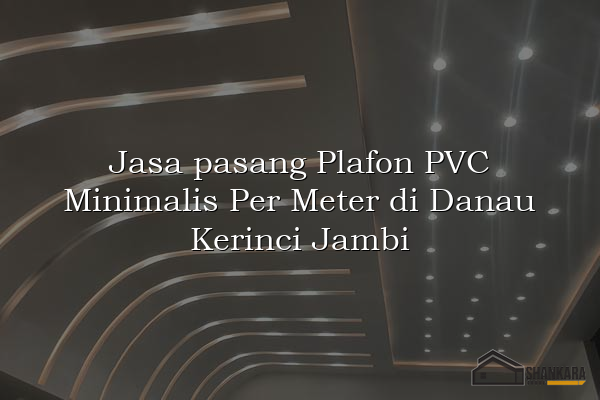 Jasa pasang Plafon PVC
Minimalis Per Meter di Danau
Kerinci Jambi
SHANKARA